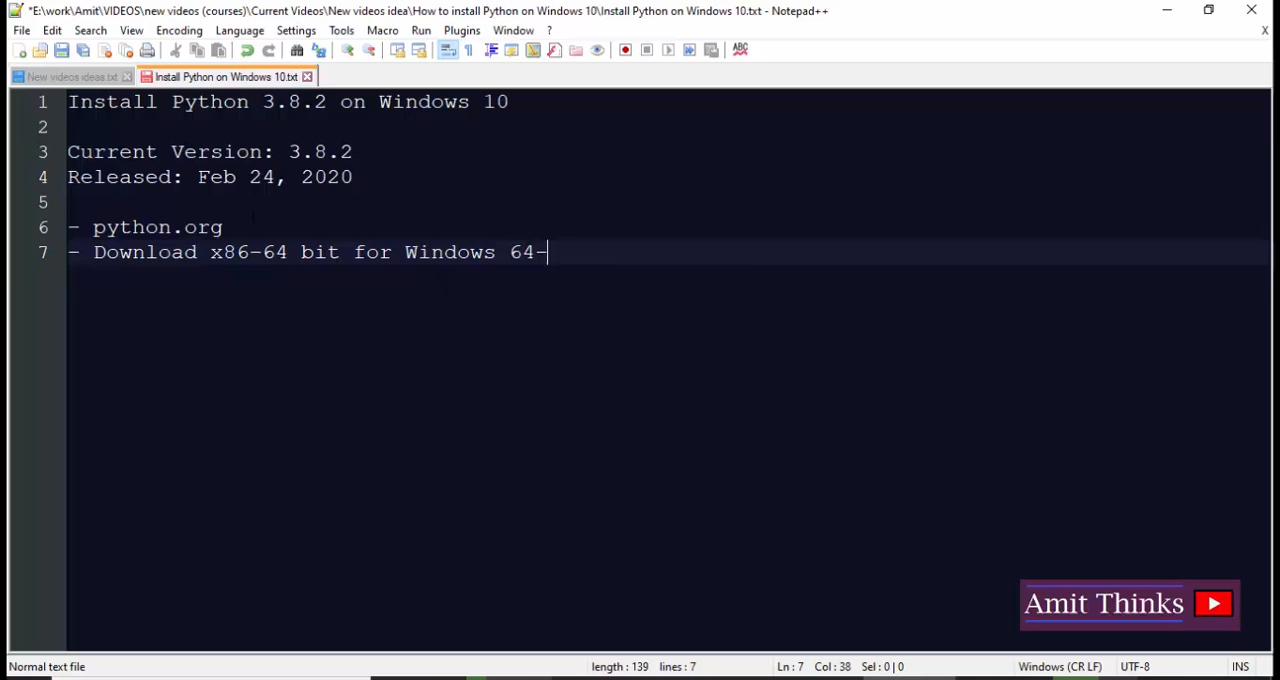 *E:\work\Amit\VIDEOS\new videos (courses)\Current Videos\New videos idea\How to install Python on Windows 10\Install Python on Windows 10.txt - Notepad++
File Edit Search View Encoding Language Settings Tools Macro Run Plugins Window ? X
New videos ideas.txt Install Python on Windows 10.txt
1 Install Python 3.8.2 on Windows 10
2
3 Current Version: 3.8.2
4 Released: Feb 24, 2020
5
6 - python.org
7 - Download x86-64 bit for Windows 64-
Amit Thinks
Normal text file length : 139 lines : 7 Ln : 7 Col : 38 Sel : 0 | 0 Windows (CR LF) UTF-8 INS